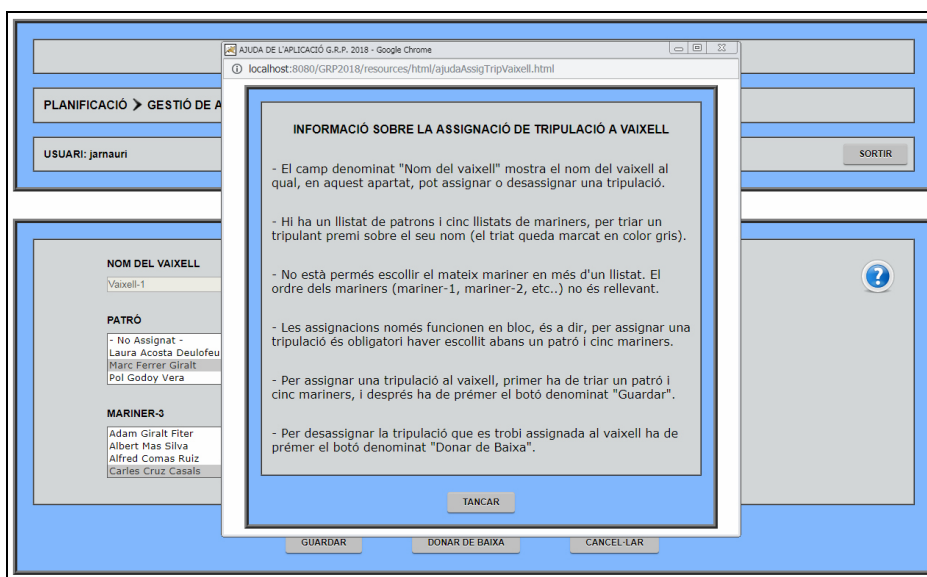 AJUDA DE L'APLICACIÓ G.R.P. 2018 - Google Chrome
localhost:8080/GRP2018/resources/html/ajudaAssigTripVaixell.html
PLANIFICACIÓ > GESTIÓ DE A
USUARI: jarnauri
SORTIR
INFORMACIÓ SOBRE LA ASSIGNACIÓ DE TRIPULACIÓ A VAIXELL
- El camp denominat "Nom del vaixell" mostra el nom del vaixell al
qual, en aquest apartat, pot assignar o desassignar una tripulació.
- Hi ha un llistat de patrons i cinc llistats de mariners, per triar un
tripulant premi sobre el seu nom (el triat queda marcat en color gris).
- No està permés escollir el mateix mariner en més d'un llistat. El
ordre dels mariners (mariner-1, mariner-2, etc..) no és rellevant.
- Les assignacions només funcionen en bloc, és a dir, per assignar una
tripulació és obligatori haver escollit abans un patró i cinc mariners.
- Per assignar una tripulació al vaixell, primer ha de triar un patró i
cinc mariners, i després ha de prémer el botó denominat "Guardar".
- Per desassignar la tripulació que es trobi assignada al vaixell ha de
prémer el botó denominat "Donar de Baixa".
TANCAR
NOM DEL VAIXELL
Vaixell-1
PATRÓ
- No Assignat -
Laura Acosta Deulofeu
Marc Ferrer Giralt
Pol Godoy Vera
MARINER-3
Adam Giralt Fiter
Albert Mas Silva
Alfred Comas Ruiz
Carles Cruz Casals
?
GUARDAR
DONAR DE BAIXA
CANCEL-LAR